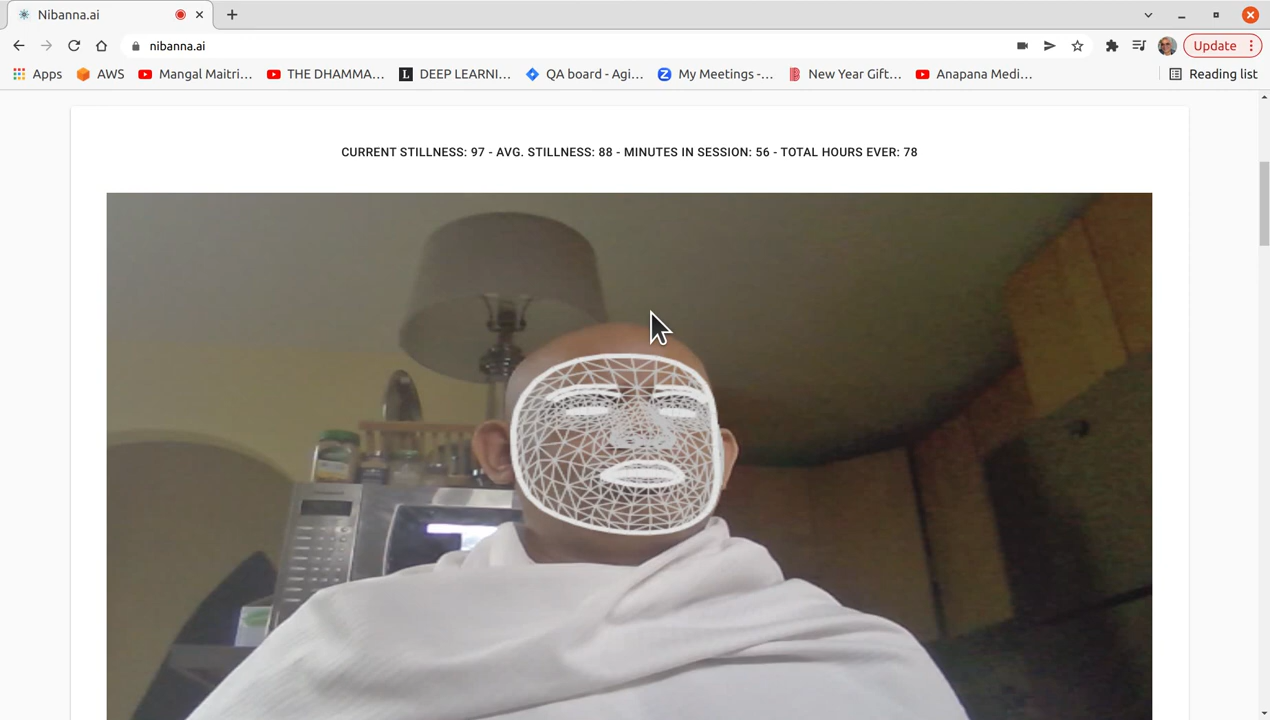 Nibanna.ai
nibanna.ai
Update
Apps
AWS
Mangal Maitri...
THE DHAMMA...
DEEP LEARNI...
QA board - Agi...
My Meetings -...
New Year Gift...
Anapana Medi...
Reading list
CURRENT STILLNESS: 97 - AVG. STILLNESS: 88 - MINUTES IN SESSION: 56 - TOTAL HOURS EVER: 78